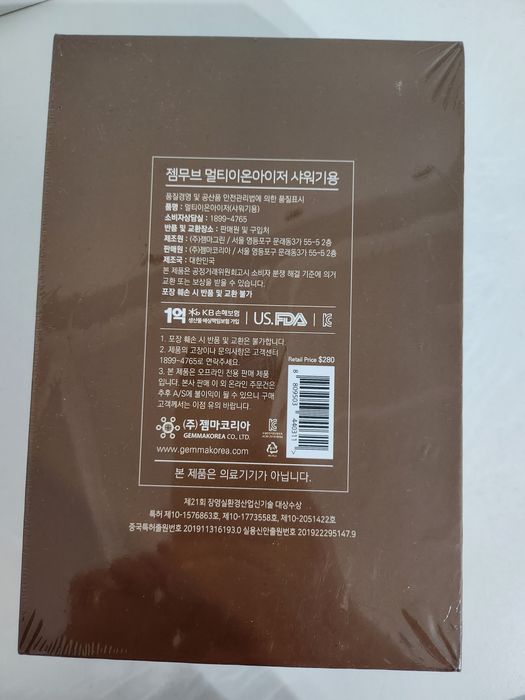 젬무브 멀티이온아이저 샤워기용
품질경영 및 공산품 안전관리법에 의한 품질표시
품명 : 멀티이온아이저(샤워기용)
소비자상담실 : 1899-4765
반품 및 교환장소 : 판매원 및 구입처
제조원 : (주)젬마그린 / 서울 영등포구 문래동3가 55-5 2층
판매원 : (주)젬마코리아 / 서울 영등포구 문래동3가 55-5 2층
제조국 : 대한민국
본 제품은 공정거래위원회고시 소비자 분쟁 해결 기준에 의거
교환 또는 보상을 받을 수 있습니다.
포장 훼손 시 반품 및 교환 불가
1억 KB손해보험
생산물 배상책임보험 가입
US.FDA
1. 포장 훼손 시 반품 및 교환은 불가합니다.
2. 제품의 고장이나 문의사항은 고객센터
1899-4765로 연락주세요.
3. 본 제품은 오프라인 전용 판매 제품
입니다. 본사 판매 이 외 온라인 주문건은
추후 A/S에 불이익이 될 수 있으니 구매
고객께서는 이점 유의 바랍니다.
Retail Price $280
8 809503 440311 >
(주) 젬마코리아
GEMMAKOREA CO., LTD.
www.gemmakorea.com
본 제품은 의료기기가 아닙니다.
제21회 장영실환경산업신기술 대상수상
특허 제10-1576863호, 제10-1773558호, 제10-2051422호
중국특허출원번호 201911316193.0 실용신안출원번호 201922295147.9